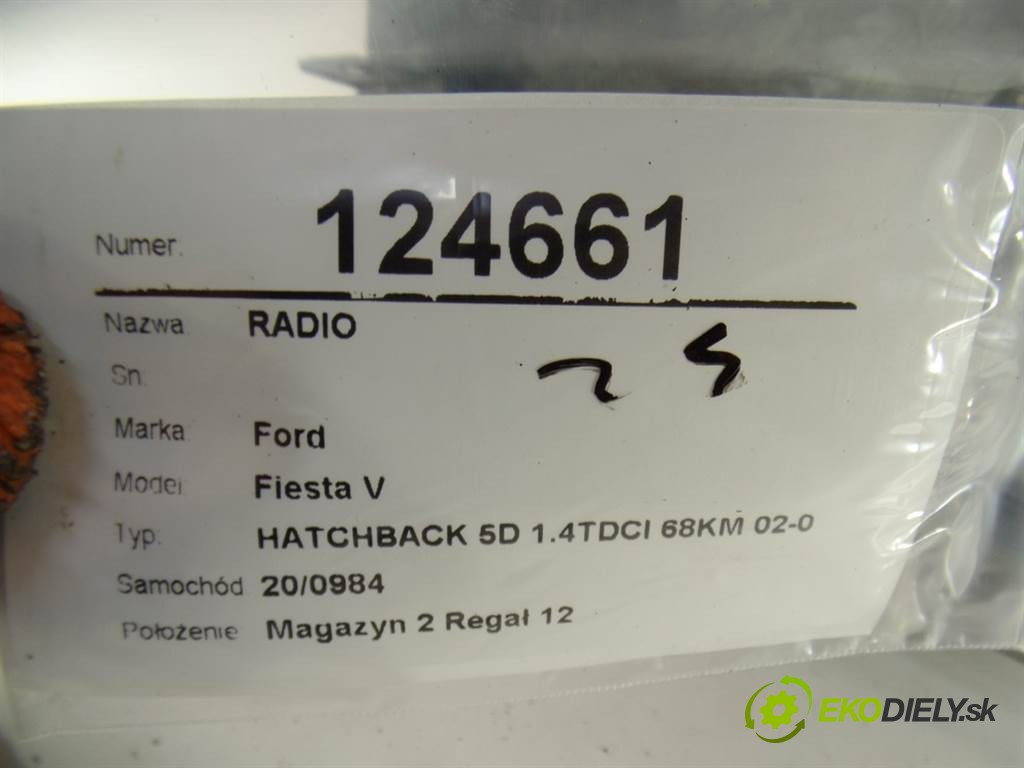 Numer. 124661
Nazwa RADIO
Sn.
Marka: Ford
Model Fiesta V
Typ: HATCHBACK 5D 1.4TDCI 68KM 02-0
Samochód 20/0984
Położenie Magazyn 2 Regał 12
EKODIELY.sk